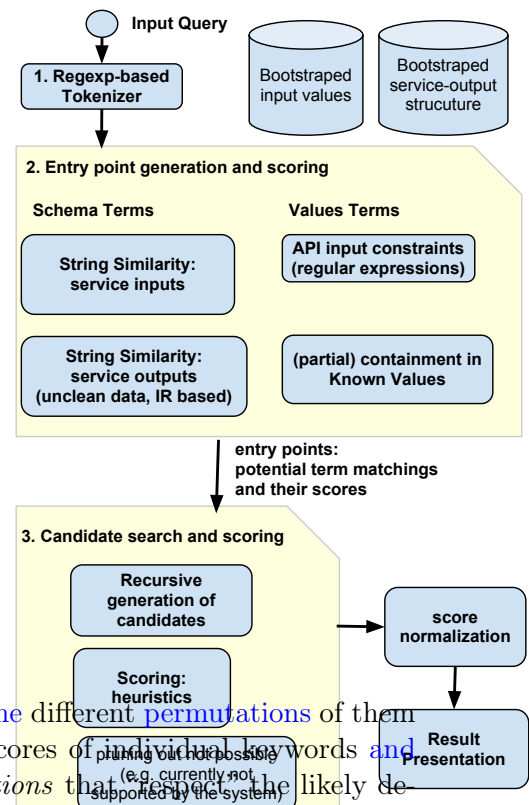 Input Query
1. Regexp-based
Tokenizer
Bootstraped
input values
Bootstraped
service-output
strucuture
2. Entry point generation and scoring
Schema Terms
Values Terms
String Similarity:
service inputs
API input constraints
(regular expressions)
String Similarity:
service outputs
(unclean data, IR based)
(partial) containment in
Known Values
entry points:
potential term matchings
and their scores
3. Candidate search and scoring
Recursive
generation of
candidates
Scoring:
heuristics
pruning out not possible
(e.g. currently not
supported by the system)
score
normalization
Result
Presentation
ne different permutations of them
cores of individual keywords and
tions that respect the likely de-